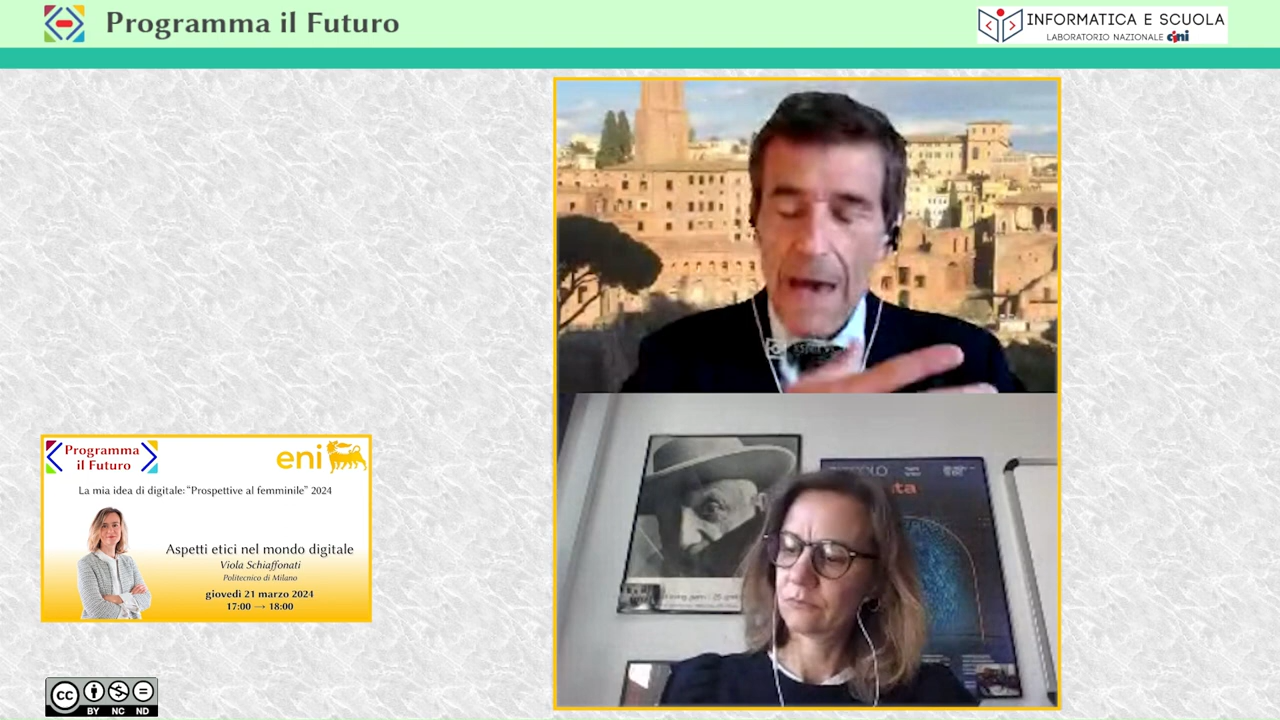 Programma il Futuro
INFORMATICA E SCUOLA
LABORATORIO NAZIONALE cini
Programma
il Futuro
eni
La mia idea di digitale: “Prospettive al femminile” 2024
Aspetti etici nel mondo digitale
Viola Schiaffonati
Politecnico di Milano
giovedì 21 marzo 2024
17:00 → 18:00
cc
BY NC ND